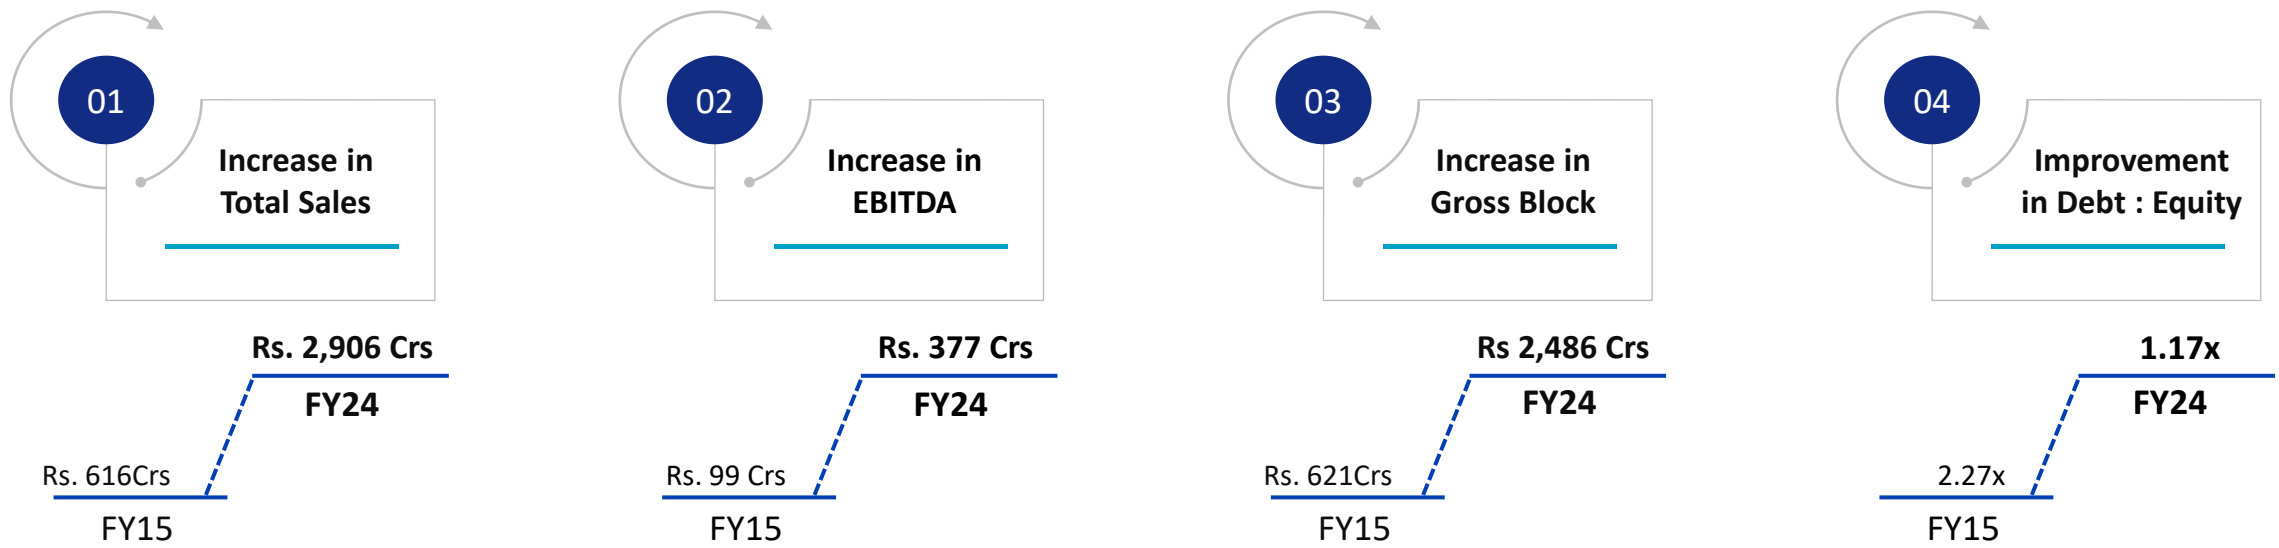 01
Increase in
Total Sales
Rs. 2,906 Crs
FY24
Rs. 616Crs
FY15
02
Increase in
EBITDA
Rs. 377 Crs
FY24
Rs. 99 Crs
FY15
03
Increase in
Gross Block
Rs 2,486 Crs
FY24
Rs. 621Crs
FY15
04
Improvement
in Debt : Equity
1.17x
FY24
2.27x
FY15